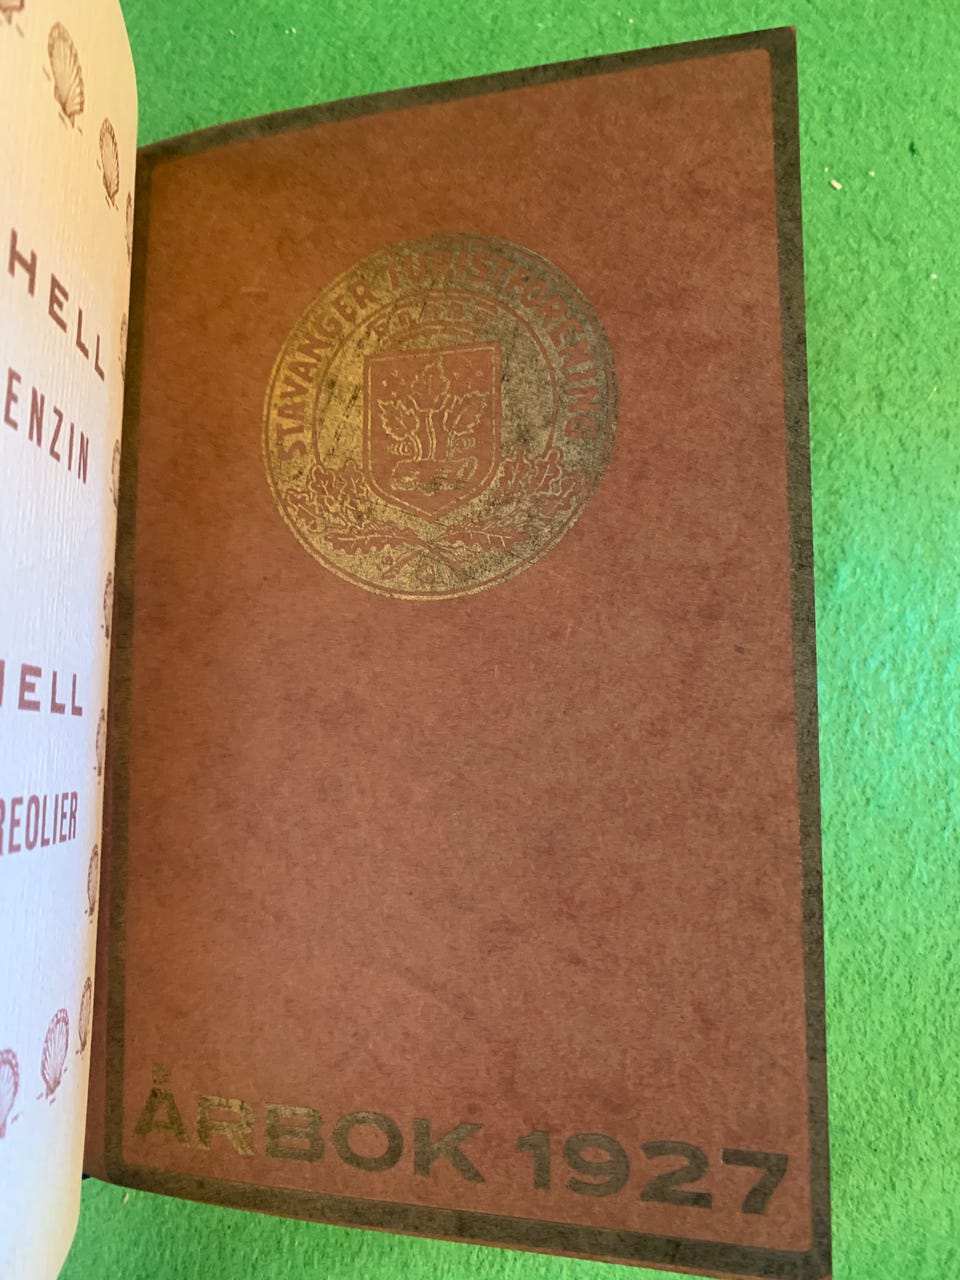 HELL
ENZIN
HELL
REOLIER
STAVANGER TURISTFORENING
ÅRBOK 1927